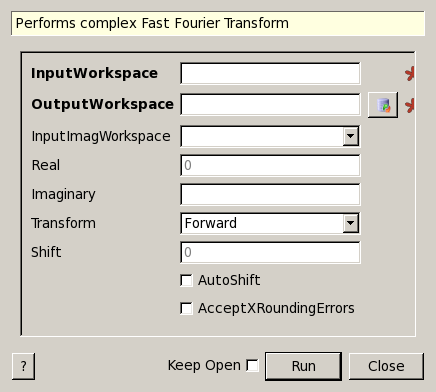 Performs complex Fast Fourier Transform
InputWorkspace
OutputWorkspace
InputImagWorkspace
Real 0
Imaginary
Transform Forward
Shift 0
AutoShift
AcceptXRoundingErrors
? Keep Open Run Close